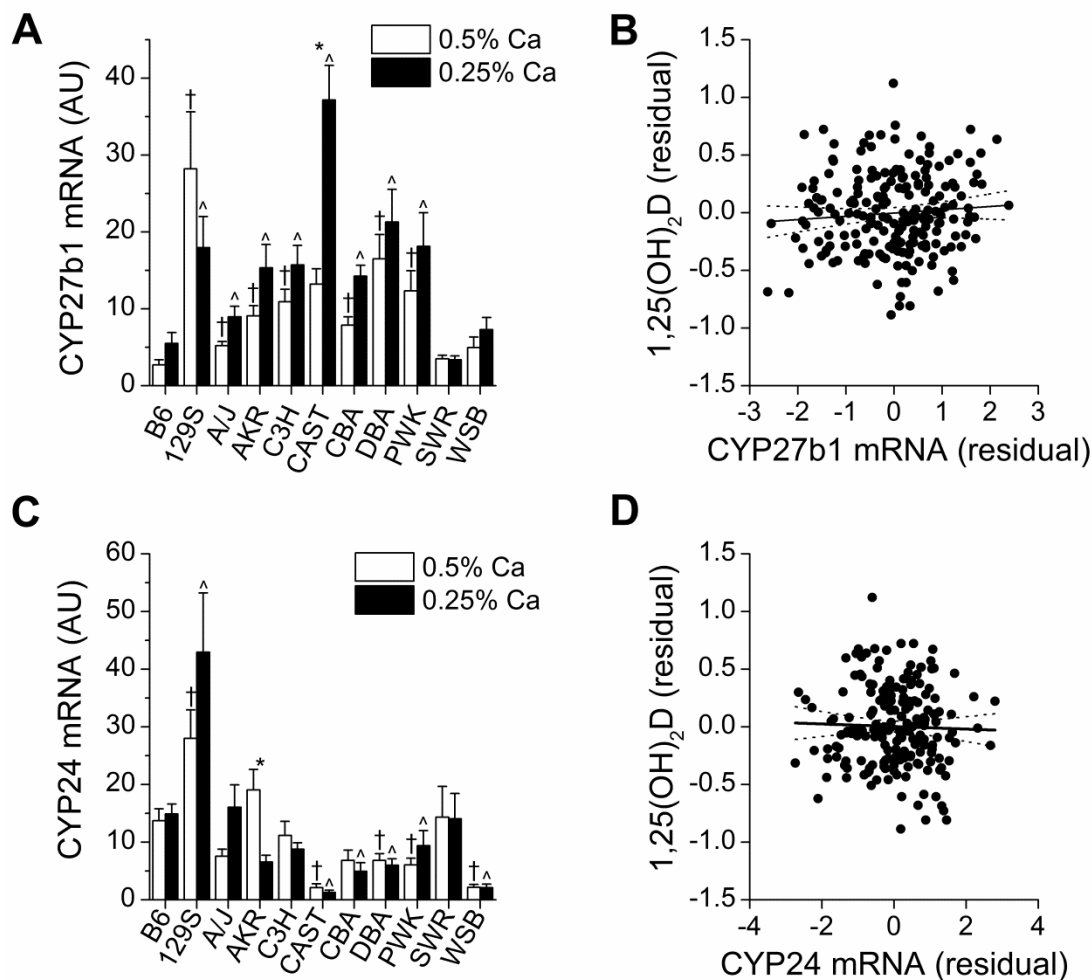 A
CYP27b1 mRNA (AU)
40
30
20
10
0
0.5% Ca
0.25% Ca
†
^
†
^
†
^
†
^
*
^
†
^
†
^
†
^
B6
129S
A/J
AKR
C3H
CAST
CBA
DBA
PWK
SWR
WSB
B
1,25(OH)₂D (residual)
1.5
1.0
0.5
0.0
-0.5
-1.0
-1.5
-3 -2 -1 0 1 2 3
CYP27b1 mRNA (residual)
C
CYP24 mRNA (AU)
60
50
40
30
20
10
0
0.5% Ca
0.25% Ca
†
^
*
†
^
^
†
^
†
^
†
^
B6
129S
A/J
AKR
C3H
CAST
CBA
DBA
PWK
SWR
WSB
D
1,25(OH)₂D (residual)
1.5
1.0
0.5
0.0
-0.5
-1.0
-1.5
-4 -2 0 2 4
CYP24 mRNA (residual)